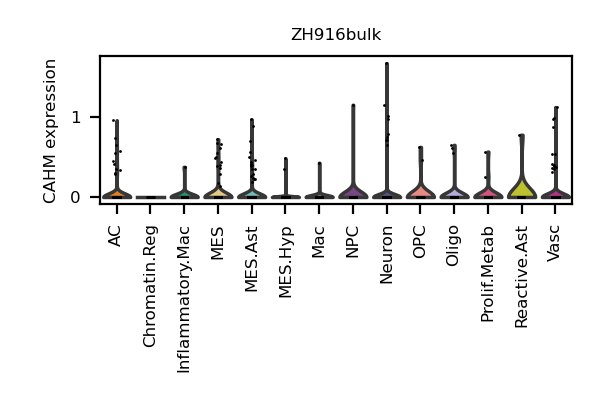 ZH916bulk
CAHM expression
1
0
AC
Chromatin.Reg
Inflammatory.Mac
MES
MES.Ast
MES.Hyp
Mac
NPC
Neuron
OPC
Oligo
Prolif.Metab
Reactive.Ast
Vasc